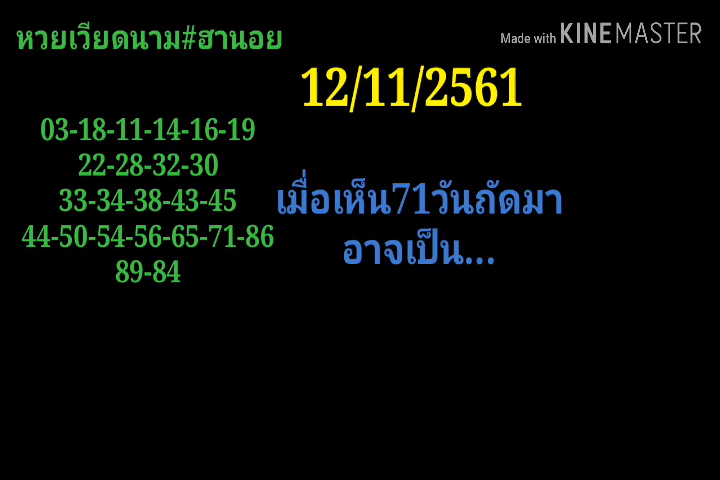 หวยเวียดนาม#ฮานอย
Made with KINEMASTER
12/11/2561
03-18-11-14-16-19
22-28-32-30
33-34-38-43-45
44-50-54-56-65-71-86
89-84
เมื่อเห็น71วันถัดมา
อาจเป็น...